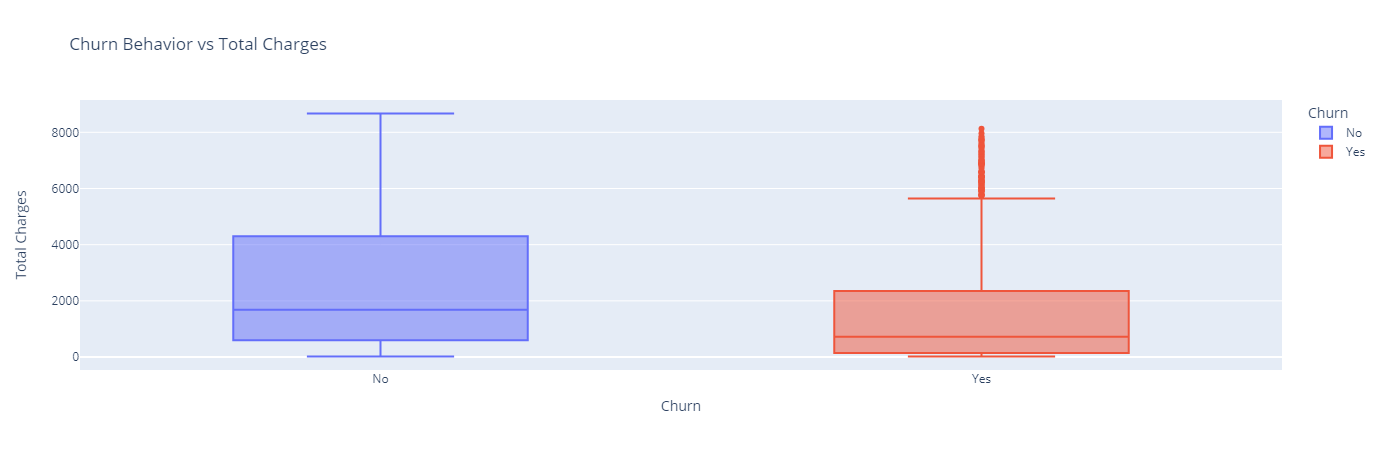 Churn Behavior vs Total Charges
Total Charges
8000
6000
4000
2000
0
No
Yes
Churn
Churn
No
Yes